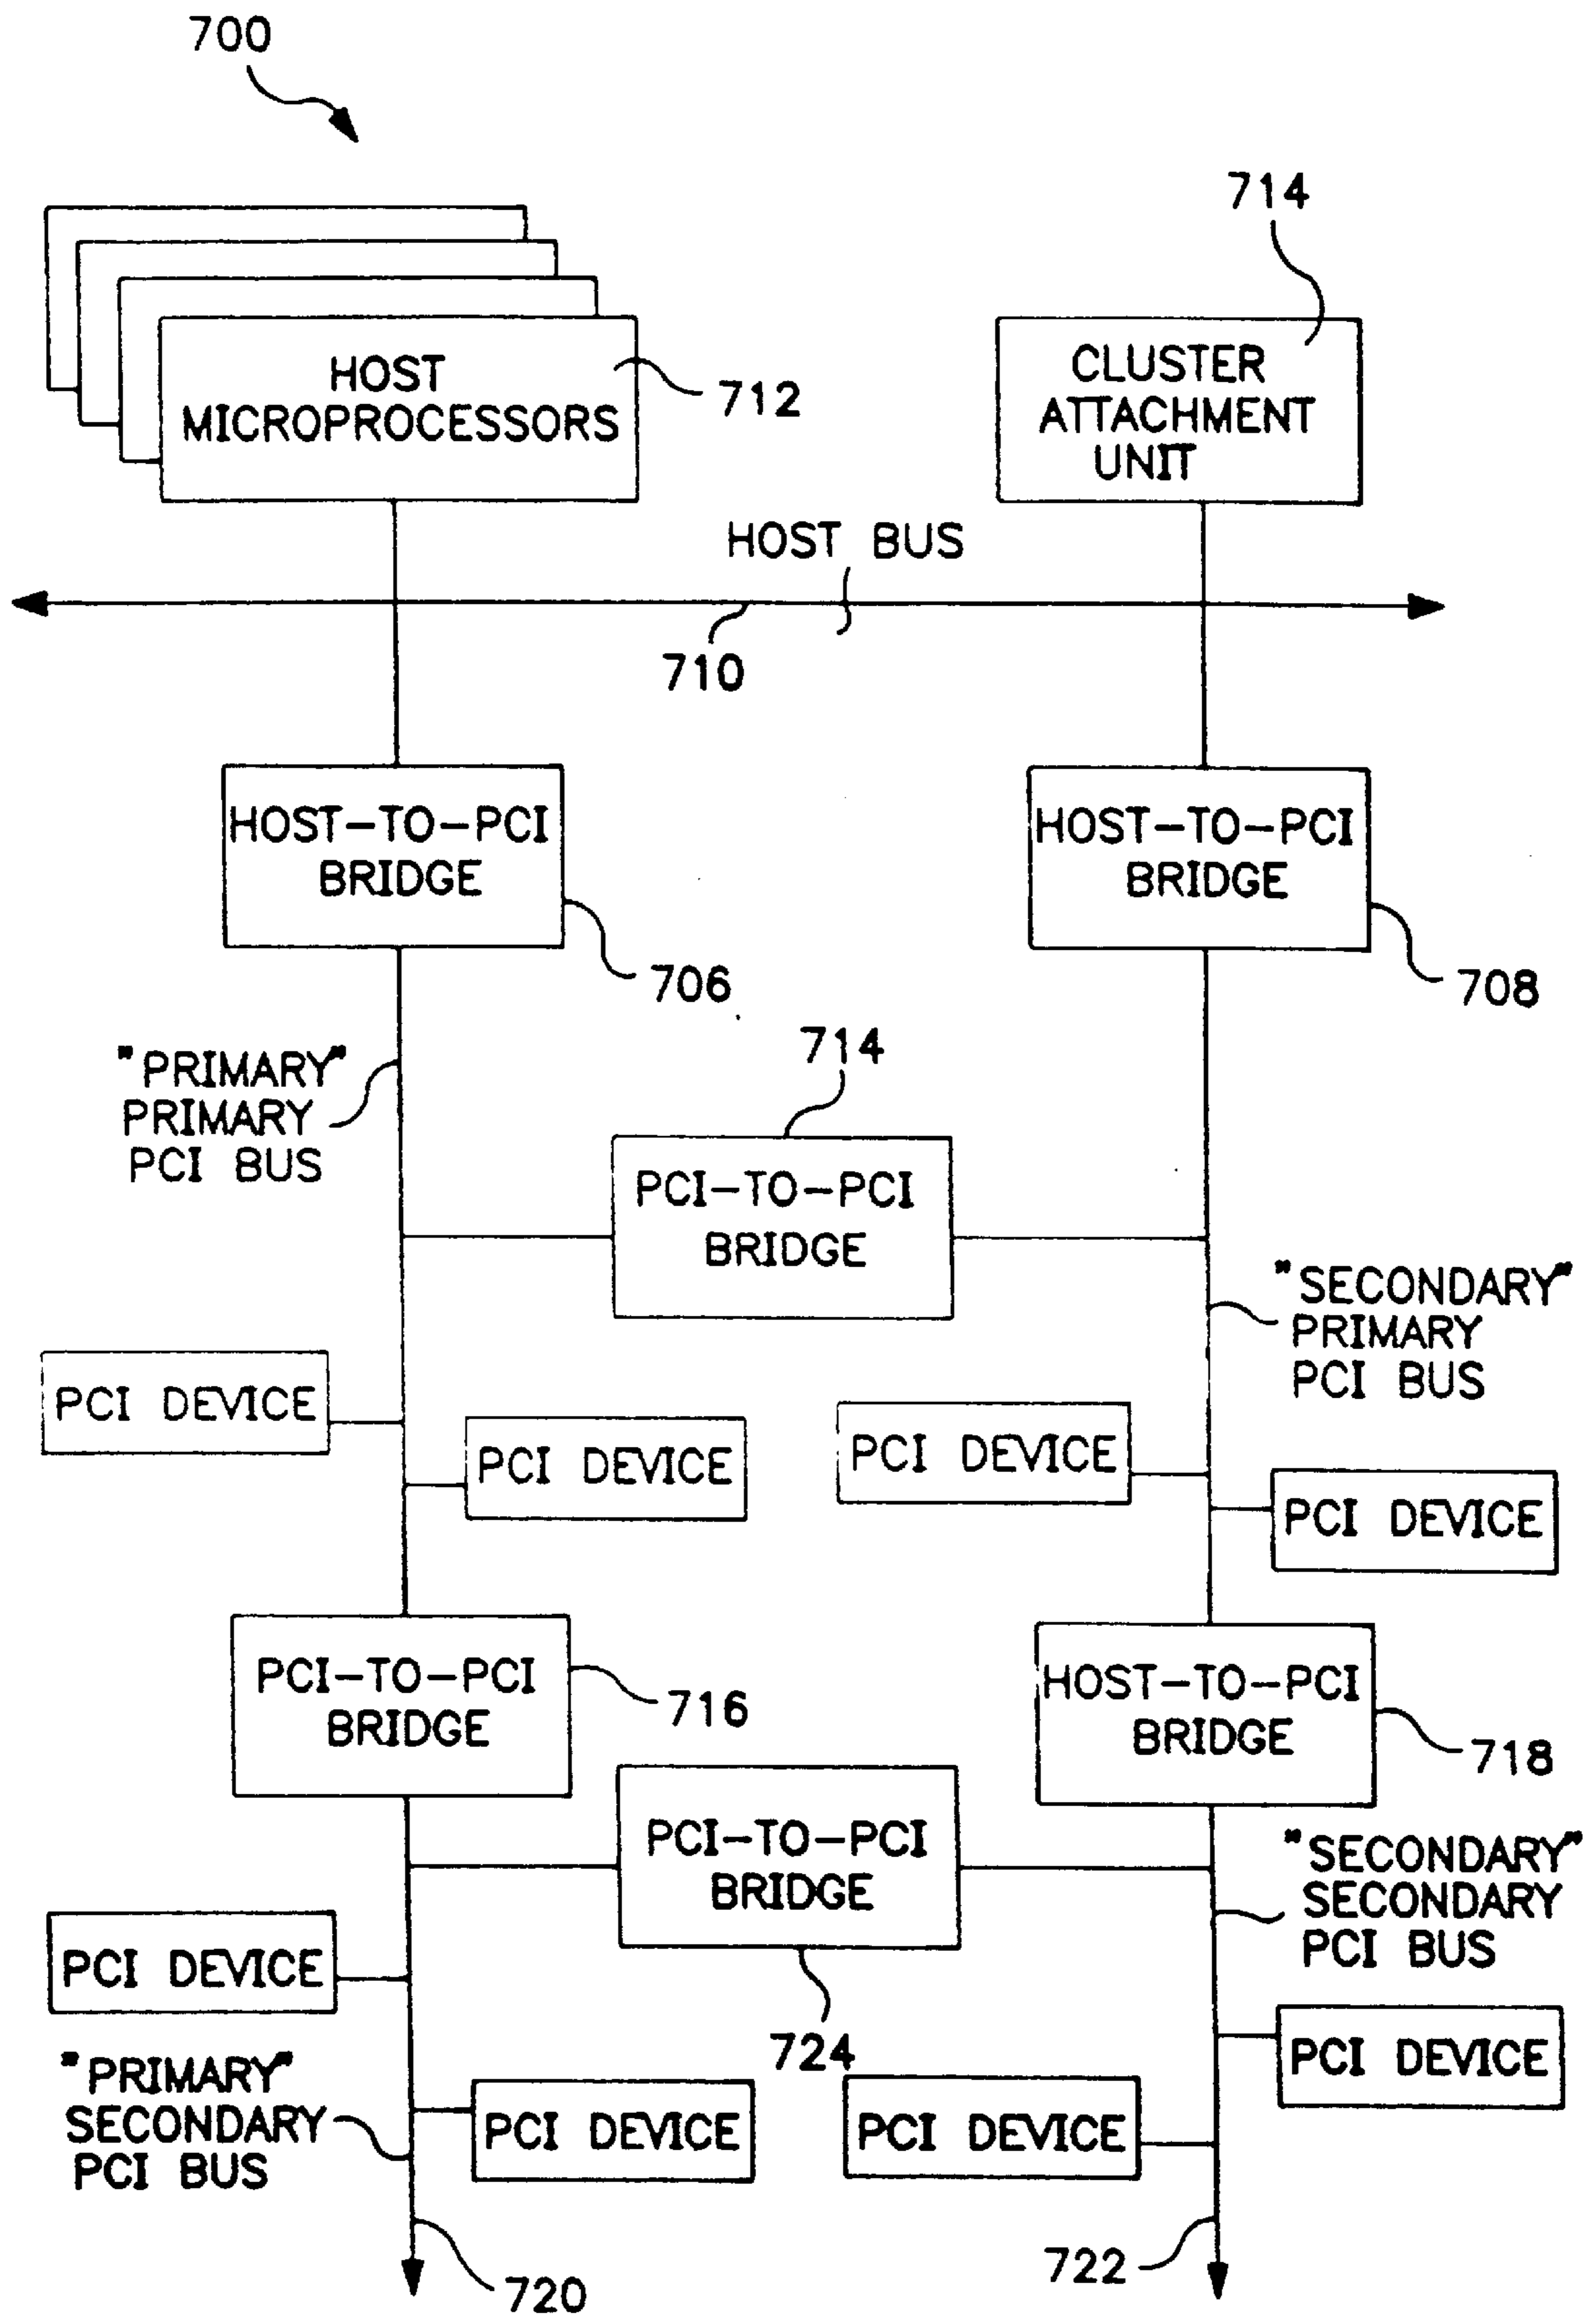 700
714
HOST
MICROPROCESSORS
712
CLUSTER
ATTACHMENT
UNIT
HOST BUS
710
HOST-TO-PCI
BRIDGE
706
HOST-TO-PCI
BRIDGE
708
"PRIMARY"
PRIMARY
PCI BUS
714
PCI-TO-PCI
BRIDGE
"SECONDARY"
PRIMARY
PCI BUS
PCI DEVICE
PCI DEVICE
PCI DEVICE
PCI DEVICE
PCI-TO-PCI
BRIDGE
716
HOST-TO-PCI
BRIDGE
718
PCI-TO-PCI
BRIDGE
724
"SECONDARY"
SECONDARY
PCI BUS
PCI DEVICE
PCI DEVICE
"PRIMARY"
SECONDARY
PCI BUS
PCI DEVICE
PCI DEVICE
720
722